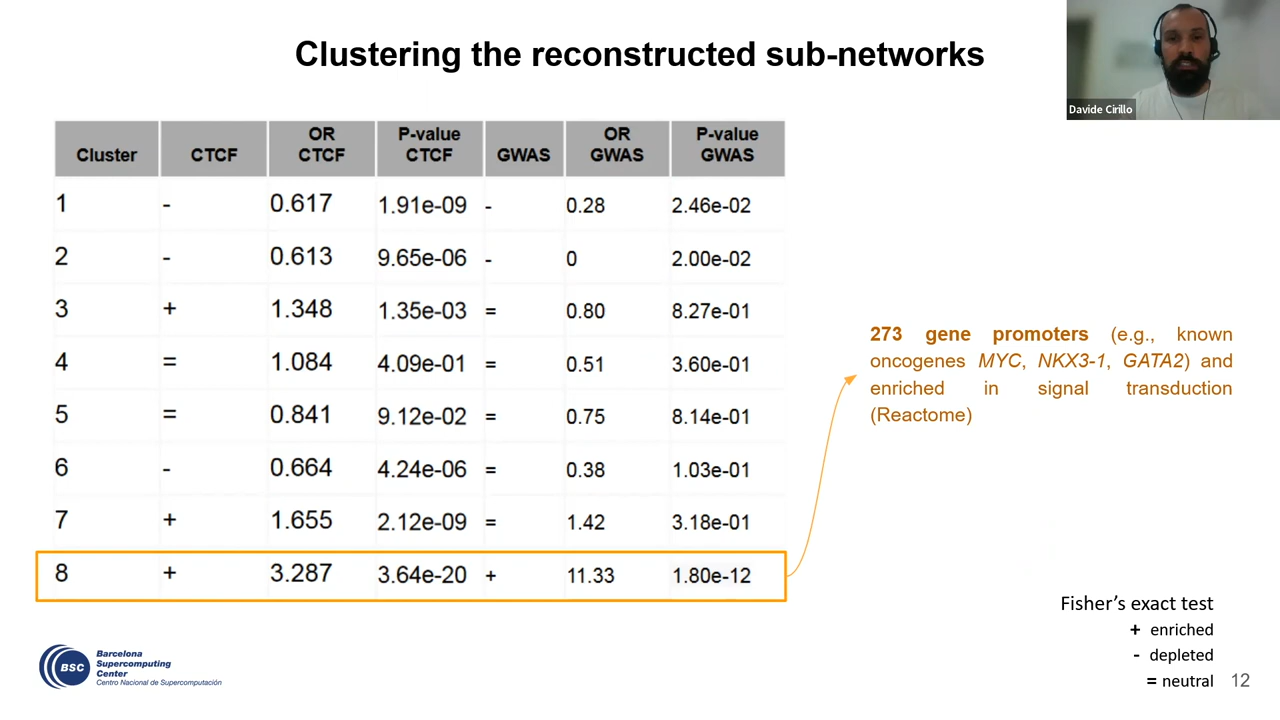 Clustering the reconstructed sub-networks
Davide Cirillo
Cluster CTCF OR CTCF P-value CTCF GWAS OR GWAS P-value GWAS
1 - 0.617 1.91e-09 - 0.28 2.46e-02
2 - 0.613 9.65e-06 - 0 2.00e-02
3 + 1.348 1.35e-03 = 0.80 8.27e-01
4 = 1.084 4.09e-01 = 0.51 3.60e-01
5 = 0.841 9.12e-02 = 0.75 8.14e-01
6 - 0.664 4.24e-06 = 0.38 1.03e-01
7 + 1.655 2.12e-09 = 1.42 3.18e-01
8 + 3.287 3.64e-20 + 11.33 1.80e-12
273 gene promoters (e.g., known
oncogenes MYC, NKX3-1, GATA2) and
enriched in signal transduction
(Reactome)
Fisher’s exact test
+ enriched
- depleted
= neutral
BSC
Barcelona
Supercomputing
Center
Centro Nacional de Supercomputación
12